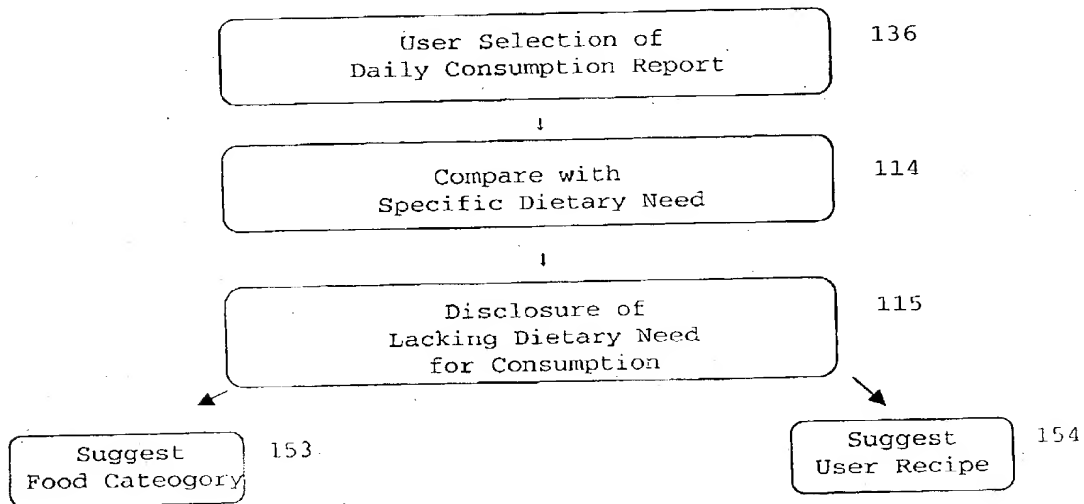 User Selection of 136
Daily Consumption Report
↓
Compare with 114
Specific Dietary Need
↓
Disclosure of 115
Lacking Dietary Need
for Consumption
Suggest 153
Food Cateogory
Suggest 154
User Recipe